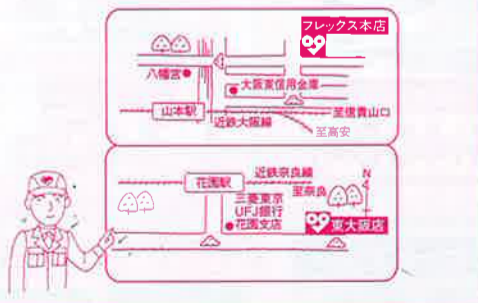 フレックス本店
八幡宮
大阪東信用金庫
山本駅
近鉄大阪線
至信貴山口
至高安
花園駅
近鉄奈良線
至奈良
N
4
三菱東京
UFJ銀行
花園支店
東大阪店